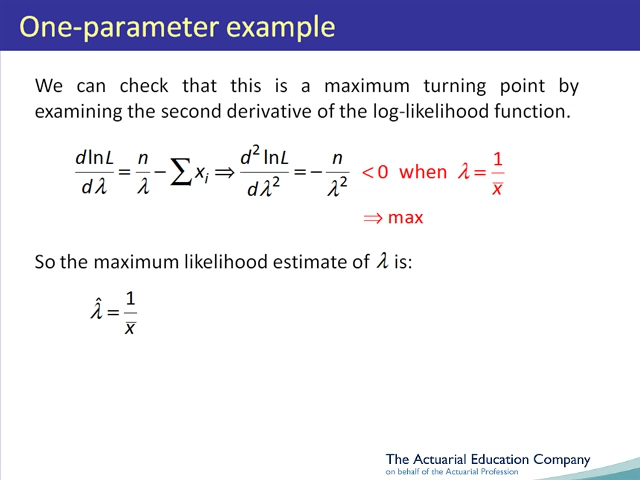 One-parameter example
We can check that this is a maximum turning point by
examining the second derivative of the log-likelihood function.
d ln L / dλ = n/λ − ∑ xᵢ ⇒ d² ln L / dλ² = − n/λ² < 0 when λ = 1/x̄
⇒ max
So the maximum likelihood estimate of λ is:
λ̂ = 1/x̄
The Actuarial Education Company
on behalf of the Actuarial Profession